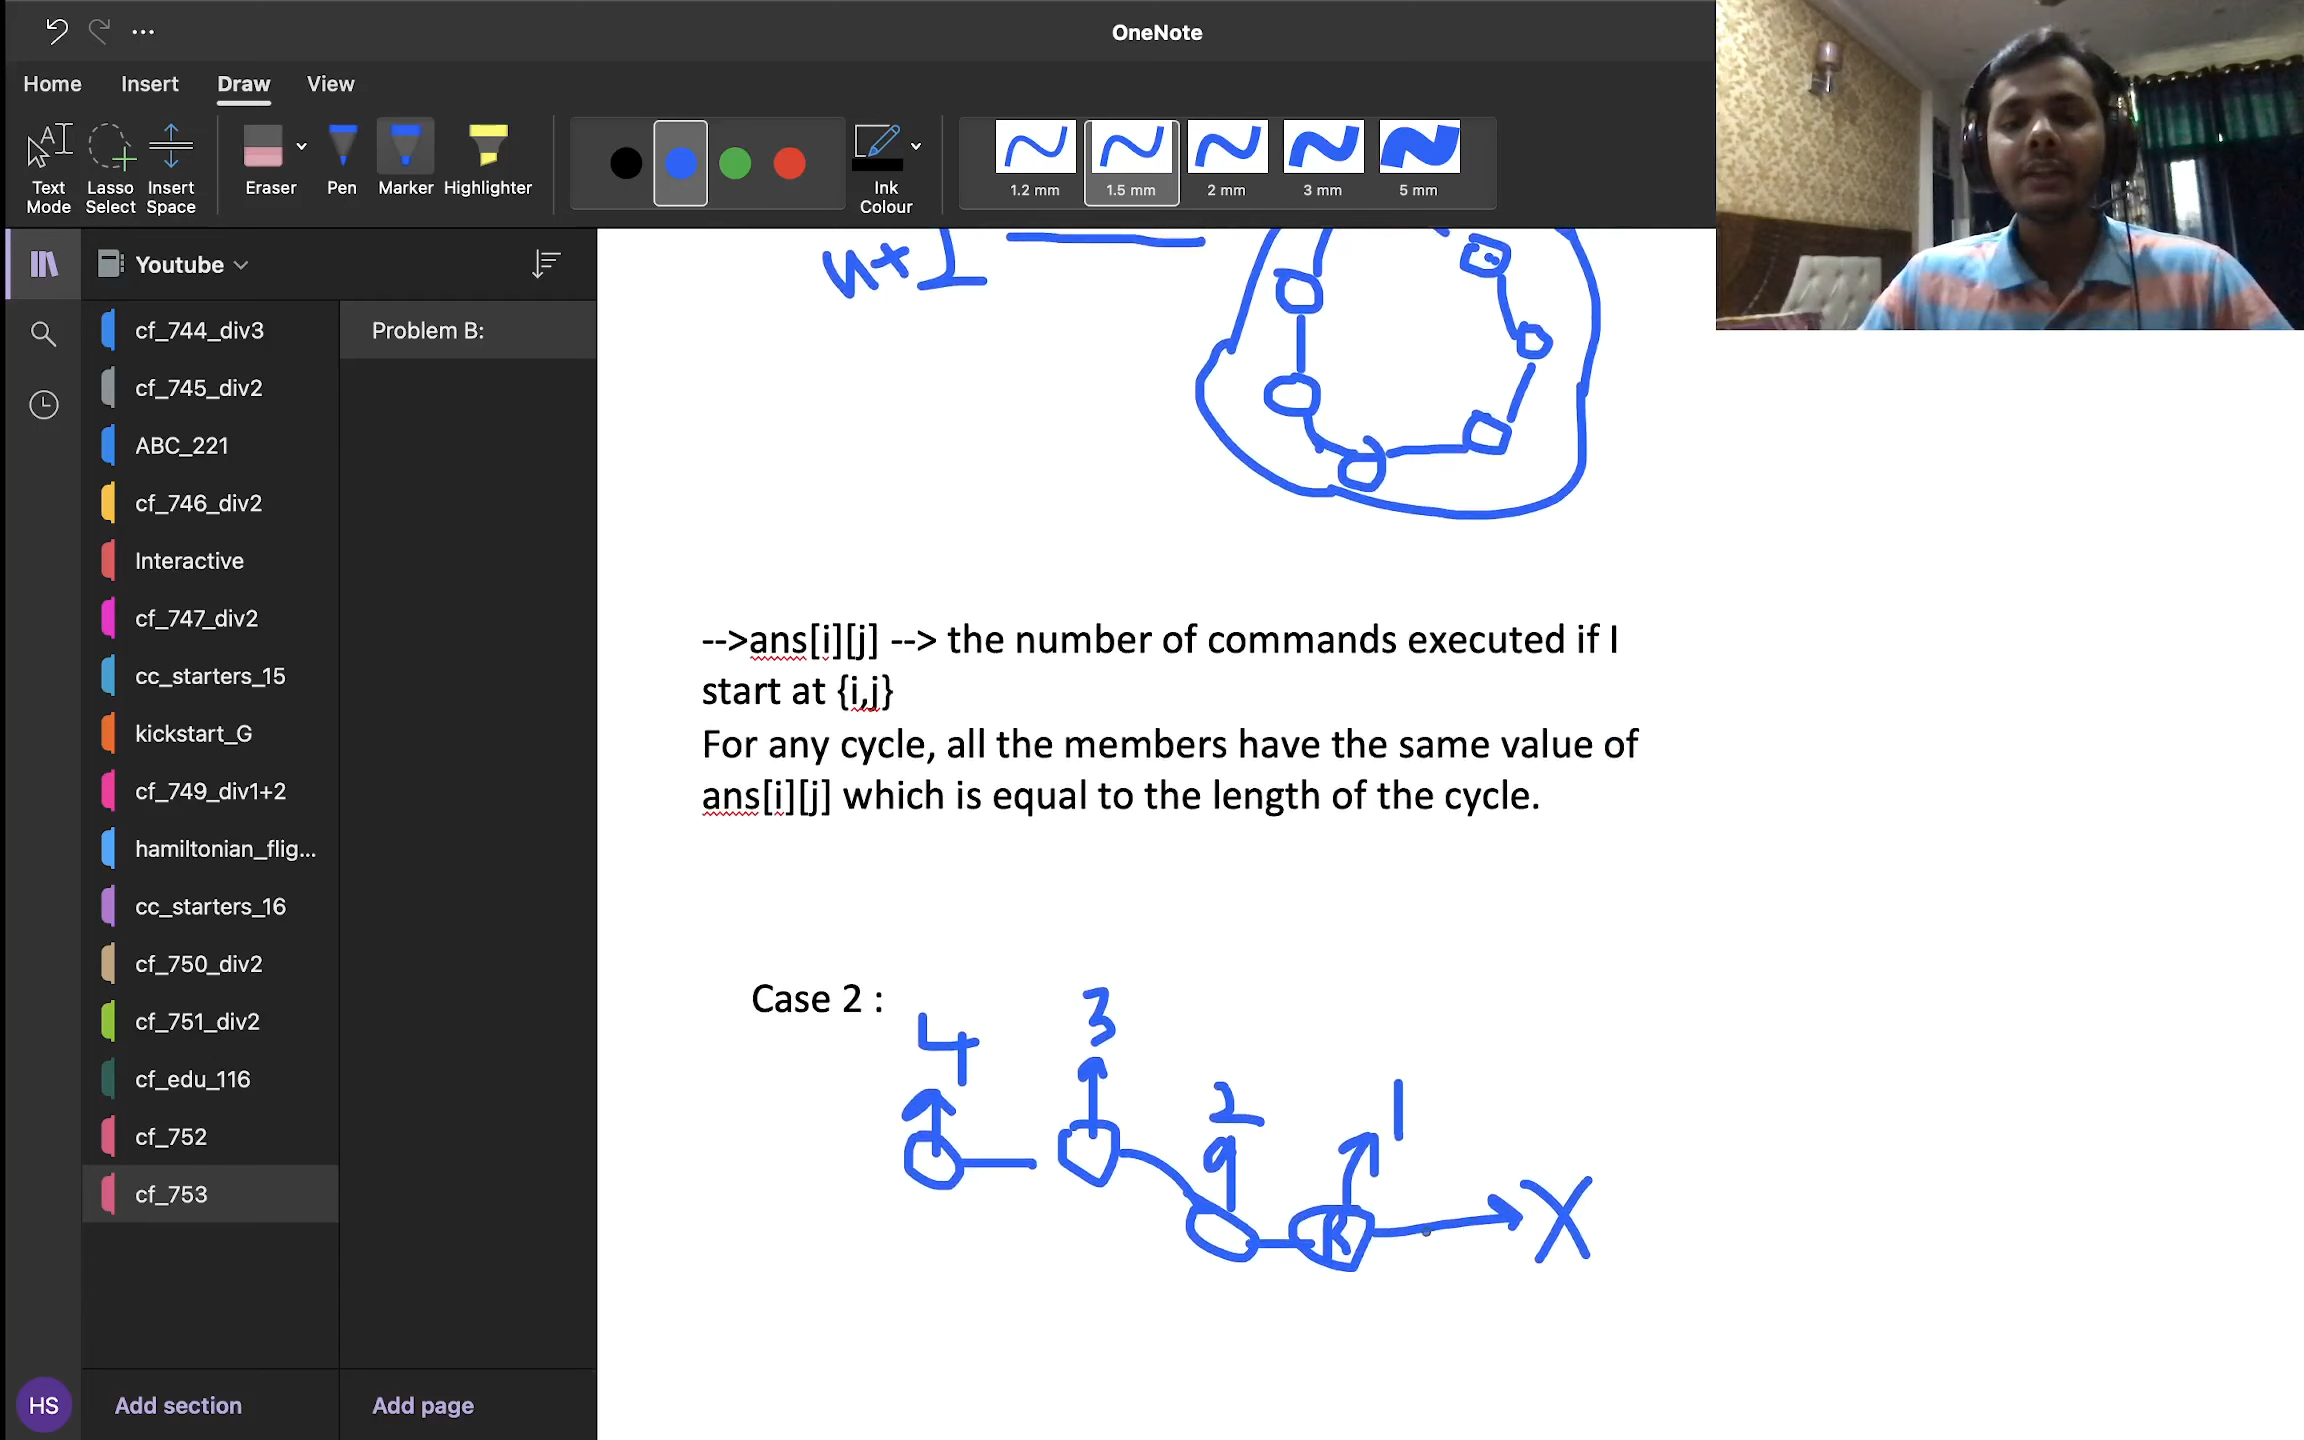 OneNote
Home Insert Draw View
Text Mode
Lasso Select
Insert Space
Eraser
Pen
Marker
Highlighter
Ink Colour
1.2 mm
1.5 mm
2 mm
3 mm
5 mm
Youtube
cf_744_div3
cf_745_div2
ABC_221
cf_746_div2
Interactive
cf_747_div2
cc_starters_15
kickstart_G
cf_749_div1+2
hamiltonian_flig...
cc_starters_16
cf_750_div2
cf_751_div2
cf_edu_116
cf_752
cf_753
HS
Add section
Problem B:
Add page
n+1
-->ans[i][j] --> the number of commands executed if I
start at {i,j}
For any cycle, all the members have the same value of
ans[i][j] which is equal to the length of the cycle.
Case 2 :
4 3 2 1
R X